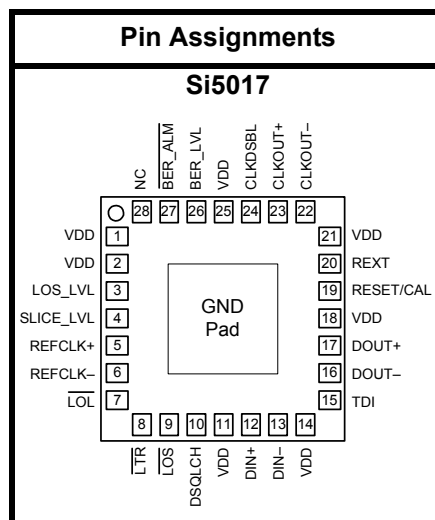 Pin Assignments
Si5017
NC
BER_ALM
BER_LVL
VDD
CLKDSBL
CLKOUT+
CLKOUT–
28 27 26 25 24 23 22
VDD 1
VDD 2
LOS_LVL 3
SLICE_LVL 4
REFCLK+ 5
REFCLK– 6
LOL 7
GND
Pad
21 VDD
20 REXT
19 RESET/CAL
18 VDD
17 DOUT+
16 DOUT–
15 TDI
8 9 10 11 12 13 14
LTR
LOS
DSQLCH
VDD
DIN+
DIN–
VDD